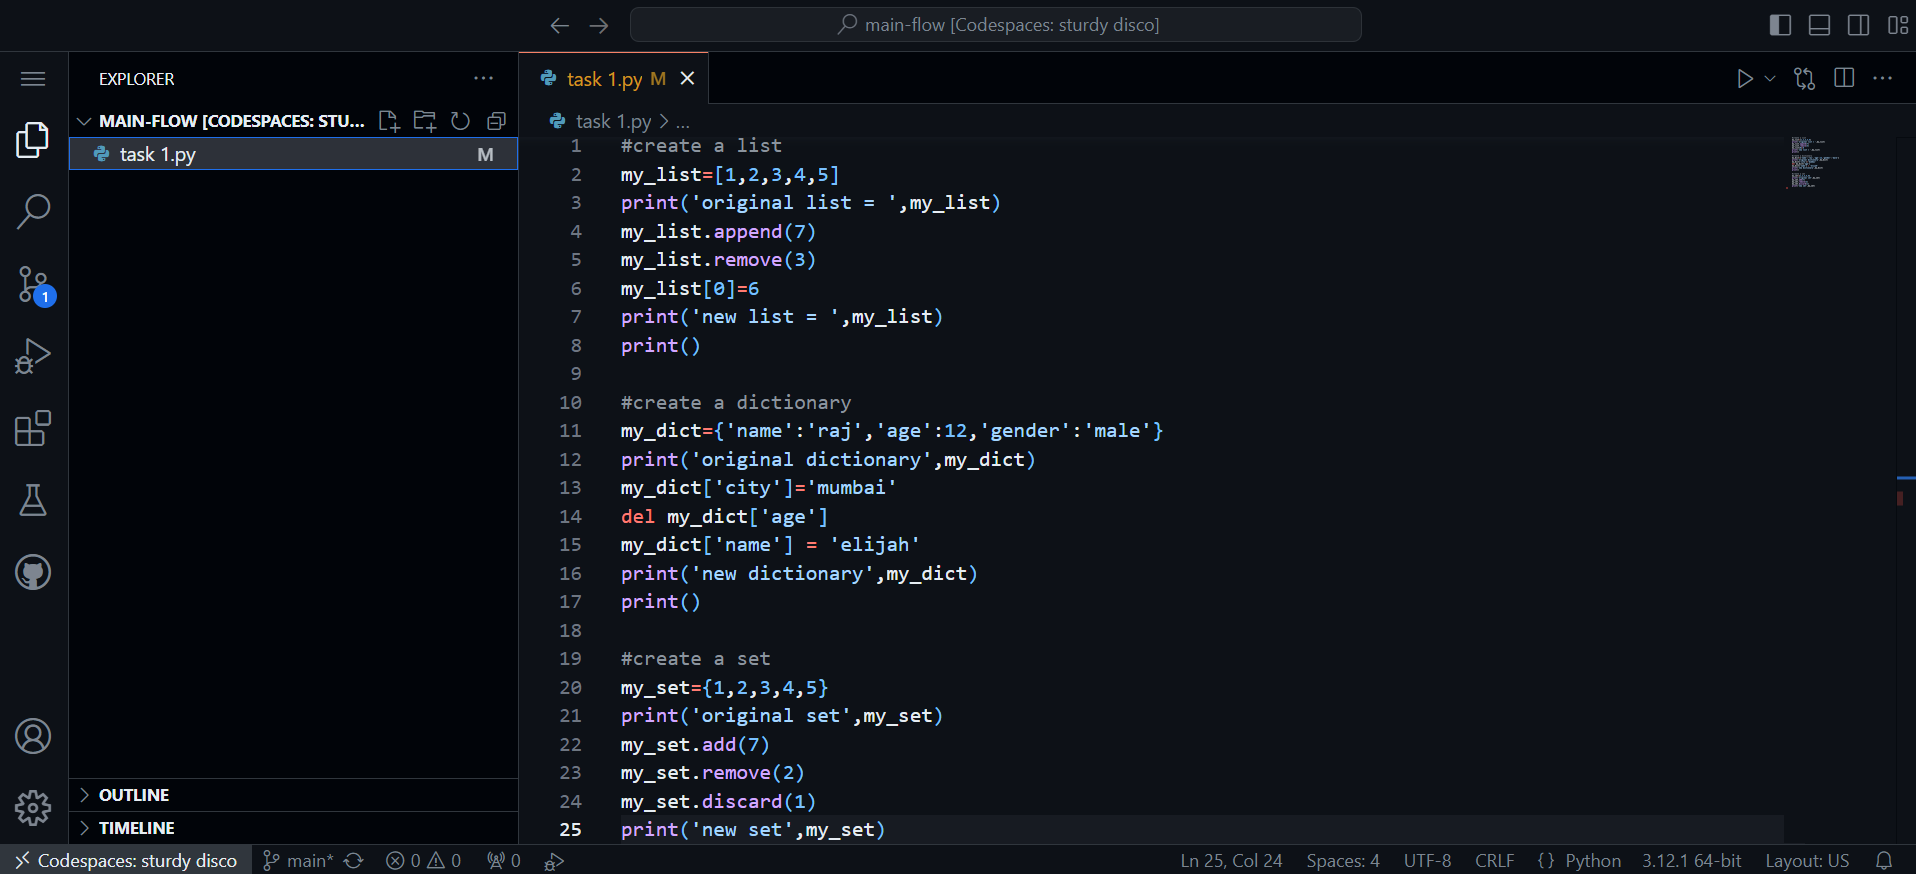 main-flow [Codespaces: sturdy disco]
EXPLORER
MAIN-FLOW [CODESPACES: STU...
task 1.py M
OUTLINE
TIMELINE
1
task 1.py M
task 1.py > ...
1 #create a list
2 my_list=[1,2,3,4,5]
3 print('original list = ',my_list)
4 my_list.append(7)
5 my_list.remove(3)
6 my_list[0]=6
7 print('new list = ',my_list)
8 print()
9
10 #create a dictionary
11 my_dict={'name':'raj','age':12,'gender':'male'}
12 print('original dictionary',my_dict)
13 my_dict['city']='mumbai'
14 del my_dict['age']
15 my_dict['name'] = 'elijah'
16 print('new dictionary',my_dict)
17 print()
18
19 #create a set
20 my_set={1,2,3,4,5}
21 print('original set',my_set)
22 my_set.add(7)
23 my_set.remove(2)
24 my_set.discard(1)
25 print('new set',my_set)
Codespaces: sturdy disco main* 0 0 0 Ln 25, Col 24 Spaces: 4 UTF-8 CRLF {} Python 3.12.1 64-bit Layout: US